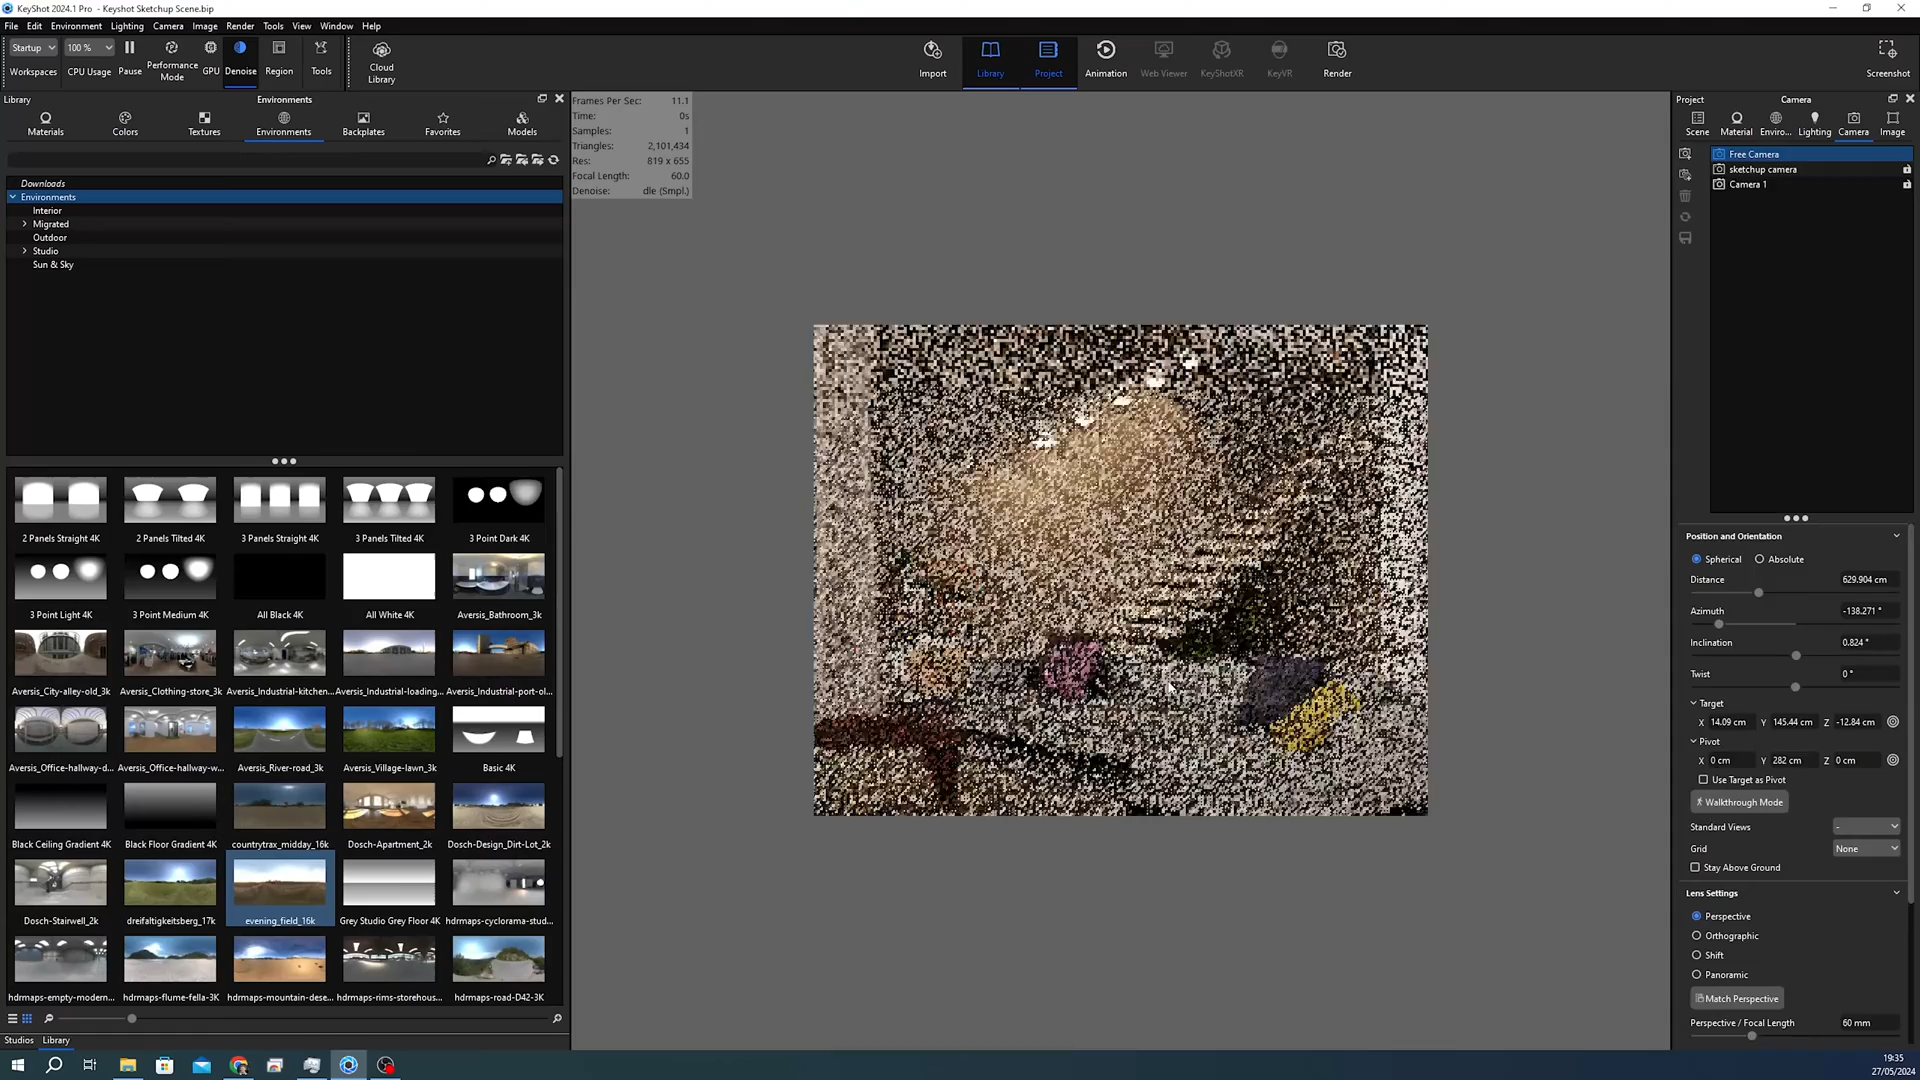 KeyShot 2024.1 Pro - Keyshot Sketchup Scene.bip
File Edit Environment Lighting Camera Image Render Tools View Window Help
Startup 100 %
Workspaces CPU Usage Pause Performance Mode GPU Denoise Region Tools Cloud Library
Import Library Project Animation Web Viewer KeyShotXR KeyVR Render Screenshot
Library Environments
Materials Colors Textures Environments Backplates Favorites Models
Downloads
Environments
Interior
Migrated
Outdoor
Studio
Sun & Sky
2 Panels Straight 4K 2 Panels Tilted 4K 3 Panels Straight 4K 3 Panels Tilted 4K 3 Point Dark 4K
3 Point Light 4K 3 Point Medium 4K All Black 4K All White 4K Aversis_Bathroom_3k
Aversis_City-alley-old_3k Aversis_Clothing-store_3k Aversis_Industrial-kitchen... Aversis_Industrial-loading... Aversis_Industrial-port-ol...
Aversis_Office-hallway-d... Aversis_Office-hallway-w... Aversis_River-road_3k Aversis_Village-lawn_3k Basic 4K
Black Ceiling Gradient 4K Black Floor Gradient 4K countrytrax_midday_16k Dosch-Apartment_2k Dosch-Design_Dirt-Lot_2k
Dosch-Stairwell_2k dreifaltigkeitsberg_17k evening_field_16k Grey Studio Grey Floor 4K hdrmaps-cyclorama-stud...
hdrmaps-empty-modern... hdrmaps-flume-fella-3K hdrmaps-mountain-dese... hdrmaps-rims-storehous... hdrmaps-road-D42-3K
Studios Library
Frames Per Sec: 11.1
Time: 0s
Samples: 1
Triangles: 2,101,434
Res: 819 x 655
Focal Length: 60.0
Denoise: dle (Smpl.)
Project Camera
Scene Material Enviro... Lighting Camera Image
Free Camera
sketchup camera
Camera 1
Position and Orientation
Spherical Absolute
Distance 629.904 cm
Azimuth -138.271 °
Inclination 0.824 °
Twist 0 °
Target
X 14.09 cm Y 145.44 cm Z -12.84 cm
Pivot
X 0 cm Y 282 cm Z 0 cm
Use Target as Pivot
Walkthrough Mode
Standard Views -
Grid None
Stay Above Ground
Lens Settings
Perspective
Orthographic
Shift
Panoramic
Match Perspective
Perspective / Focal Length 60 mm
19:35
27/05/2024